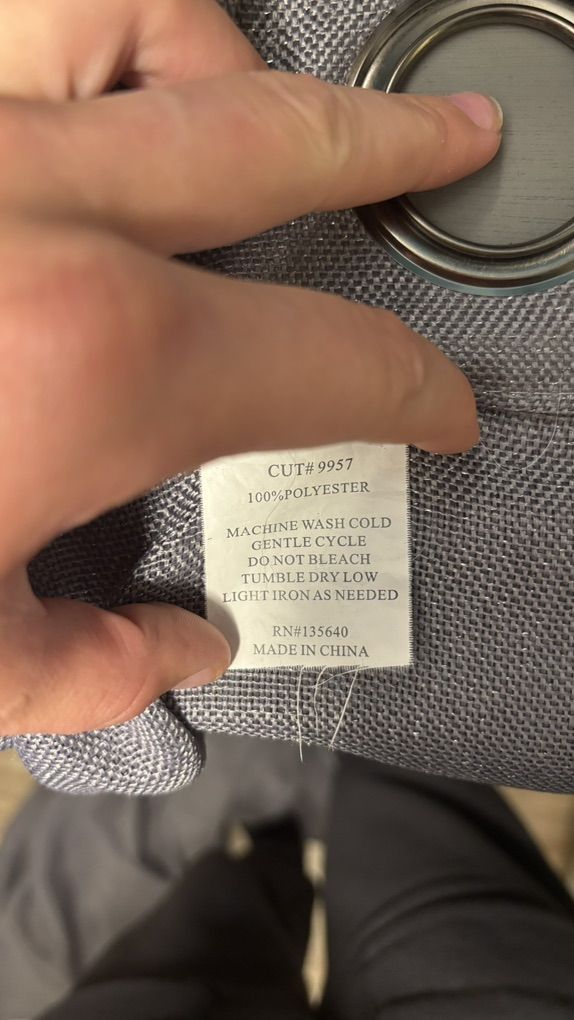 CUT# 9957
100%POLYESTER
MACHINE WASH COLD
GENTLE CYCLE
DO NOT BLEACH
TUMBLE DRY LOW
LIGHT IRON AS NEEDED
RN#135640
MADE IN CHINA